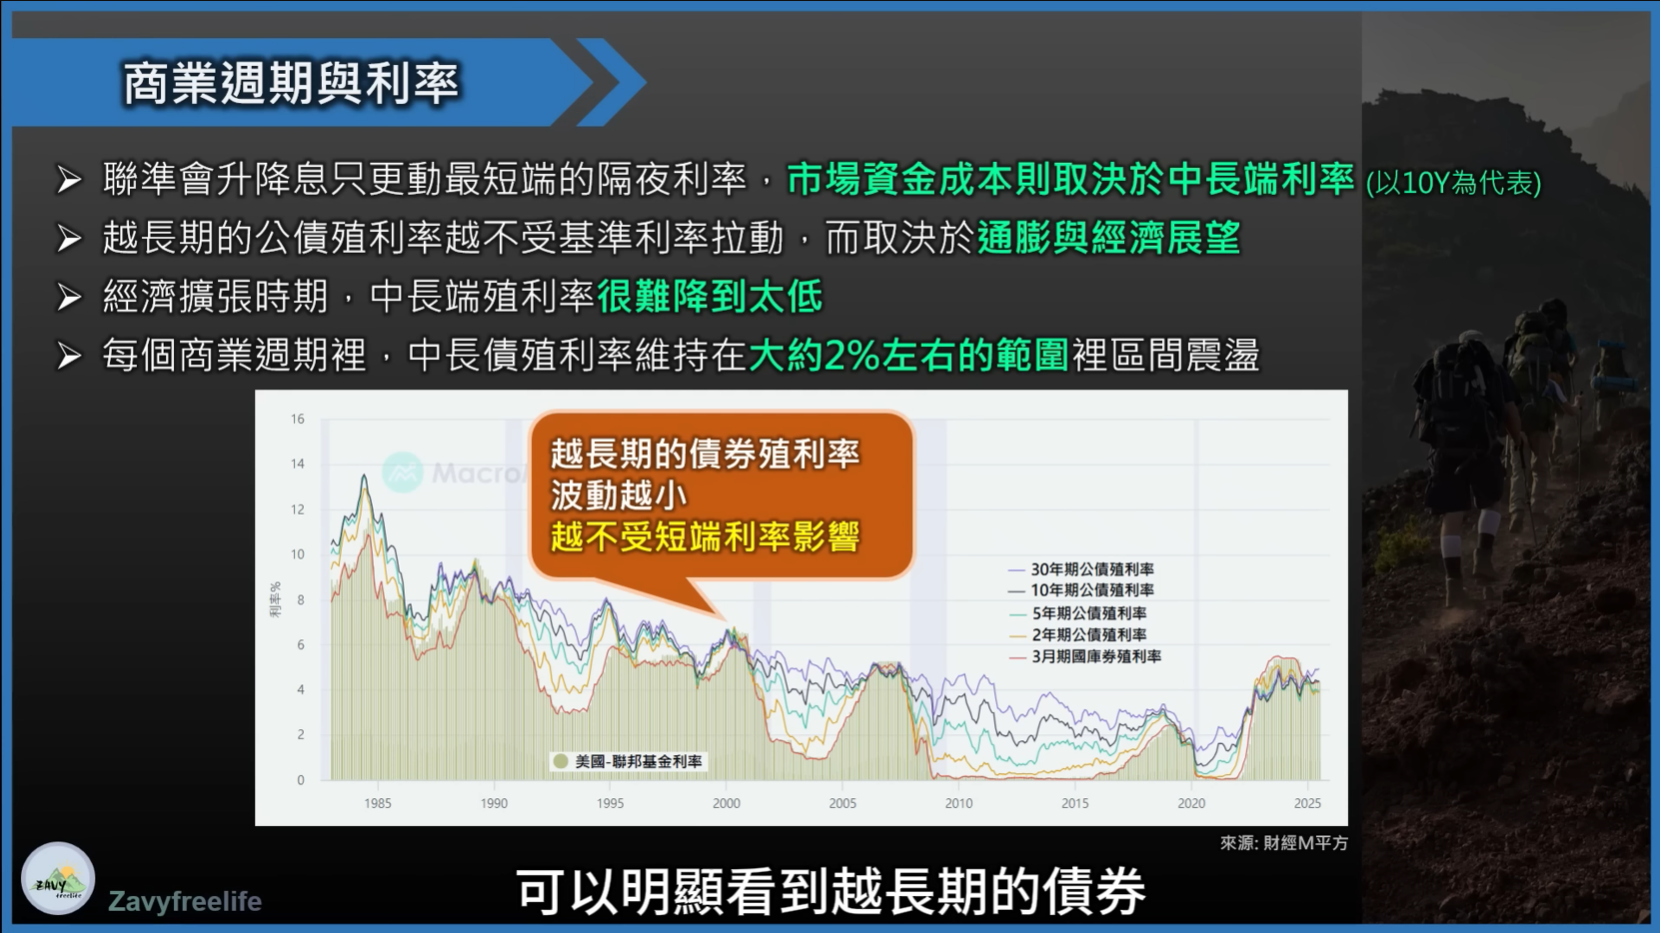 商業週期與利率
聯準會升降息只更動最短端的隔夜利率，市場資金成本則取決於中長端利率 (以10Y為代表)
越長期的公債殖利率越不受基準利率拉動，而取決於通膨與經濟展望
經濟擴張時期，中長端殖利率很難降到太低
每個商業週期裡，中長債殖利率維持在大約2%左右的範圍裡區間震盪
越長期的債券殖利率
波動越小
越不受短端利率影響
Macro
16
14
12
10
8
6
4
2
0
利率%
30年期公債殖利率
10年期公債殖利率
5年期公債殖利率
2年期公債殖利率
3月期國庫券殖利率
美國-聯邦基金利率
1985 1990 1995 2000 2005 2010 2015 2020 2025
來源: 財經M平方
可以明顯看到越長期的債券
ZAVY
freelife
Zavyfreelife